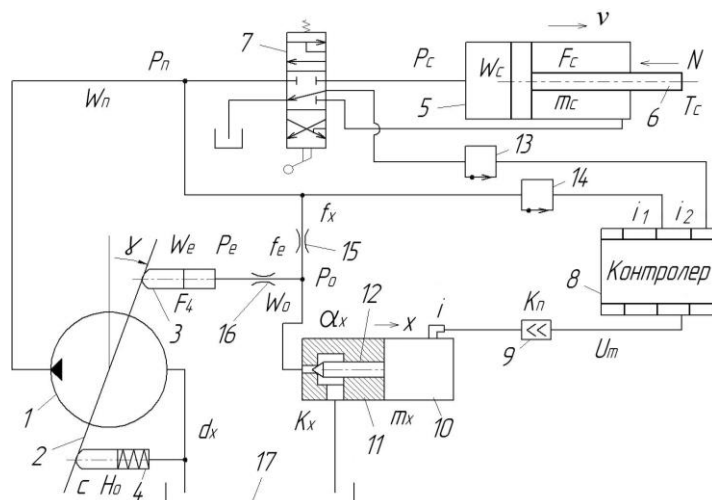 v
7
Pп
Pc
Wc
Fc
N
Wп
mc
5
6
Tc
13
14
fx
i1
i2
ɣ
We
Pe
fe
15
Контролер
Po
8
F4
Wo
12
Kп
3
16
αx
x
i
9
Um
1
dx
Kx
11
mx
10
2
17
c
Ho
4